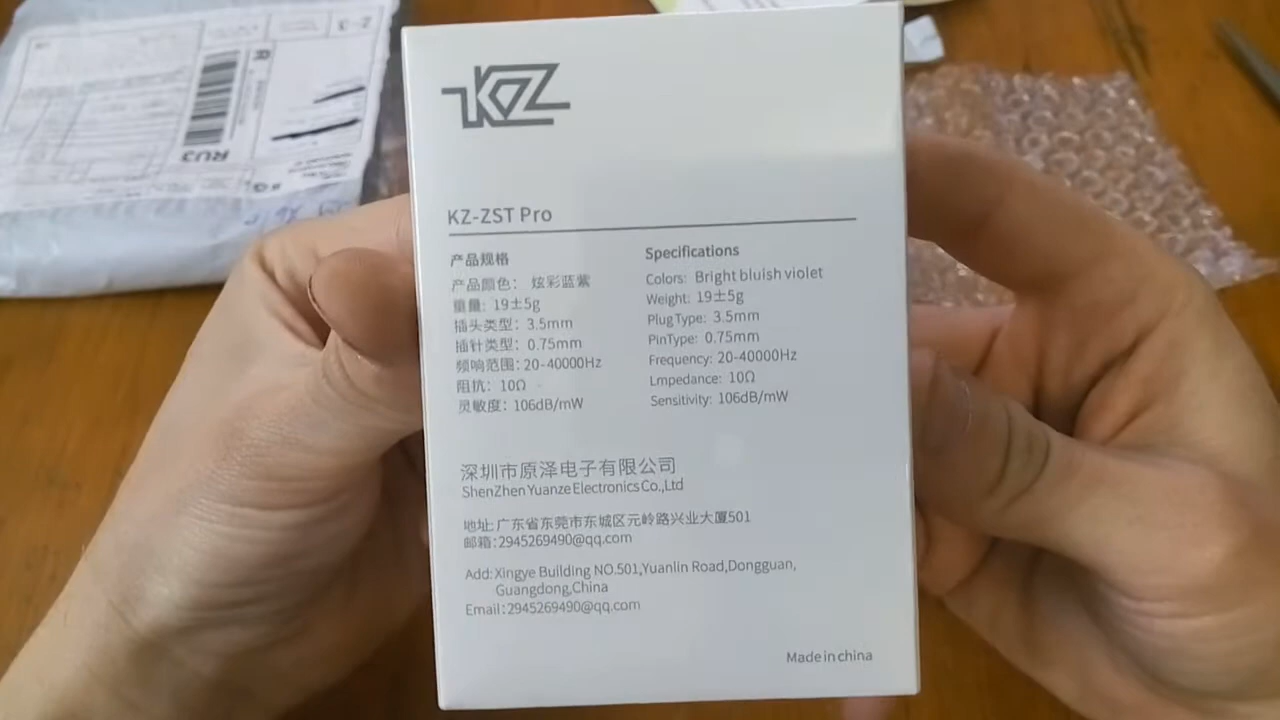 KZ
KZ-ZST Pro
产品规格
产品颜色: 炫彩蓝紫
重量: 19±5g
插头类型: 3.5mm
插针类型: 0.75mm
频响范围: 20-40000Hz
阻抗: 10Ω
灵敏度: 106dB/mW
Specifications
Colors: Bright bluish violet
Weight: 19±5g
Plug Type: 3.5mm
PinType: 0.75mm
Frequency: 20-40000Hz
Lmpedance: 10Ω
Sensitivity: 106dB/mW
深圳市原泽电子有限公司
ShenZhen Yuanze Electronics Co.,Ltd
地址: 广东省东莞市东城区元岭路兴业大厦501
邮箱:2945269490@qq.com
Add:Xingye Building NO.501,Yuanlin Road,Dongguan,
Guangdong,China
Email:2945269490@qq.com
Made in china
Z-3
R
RU3